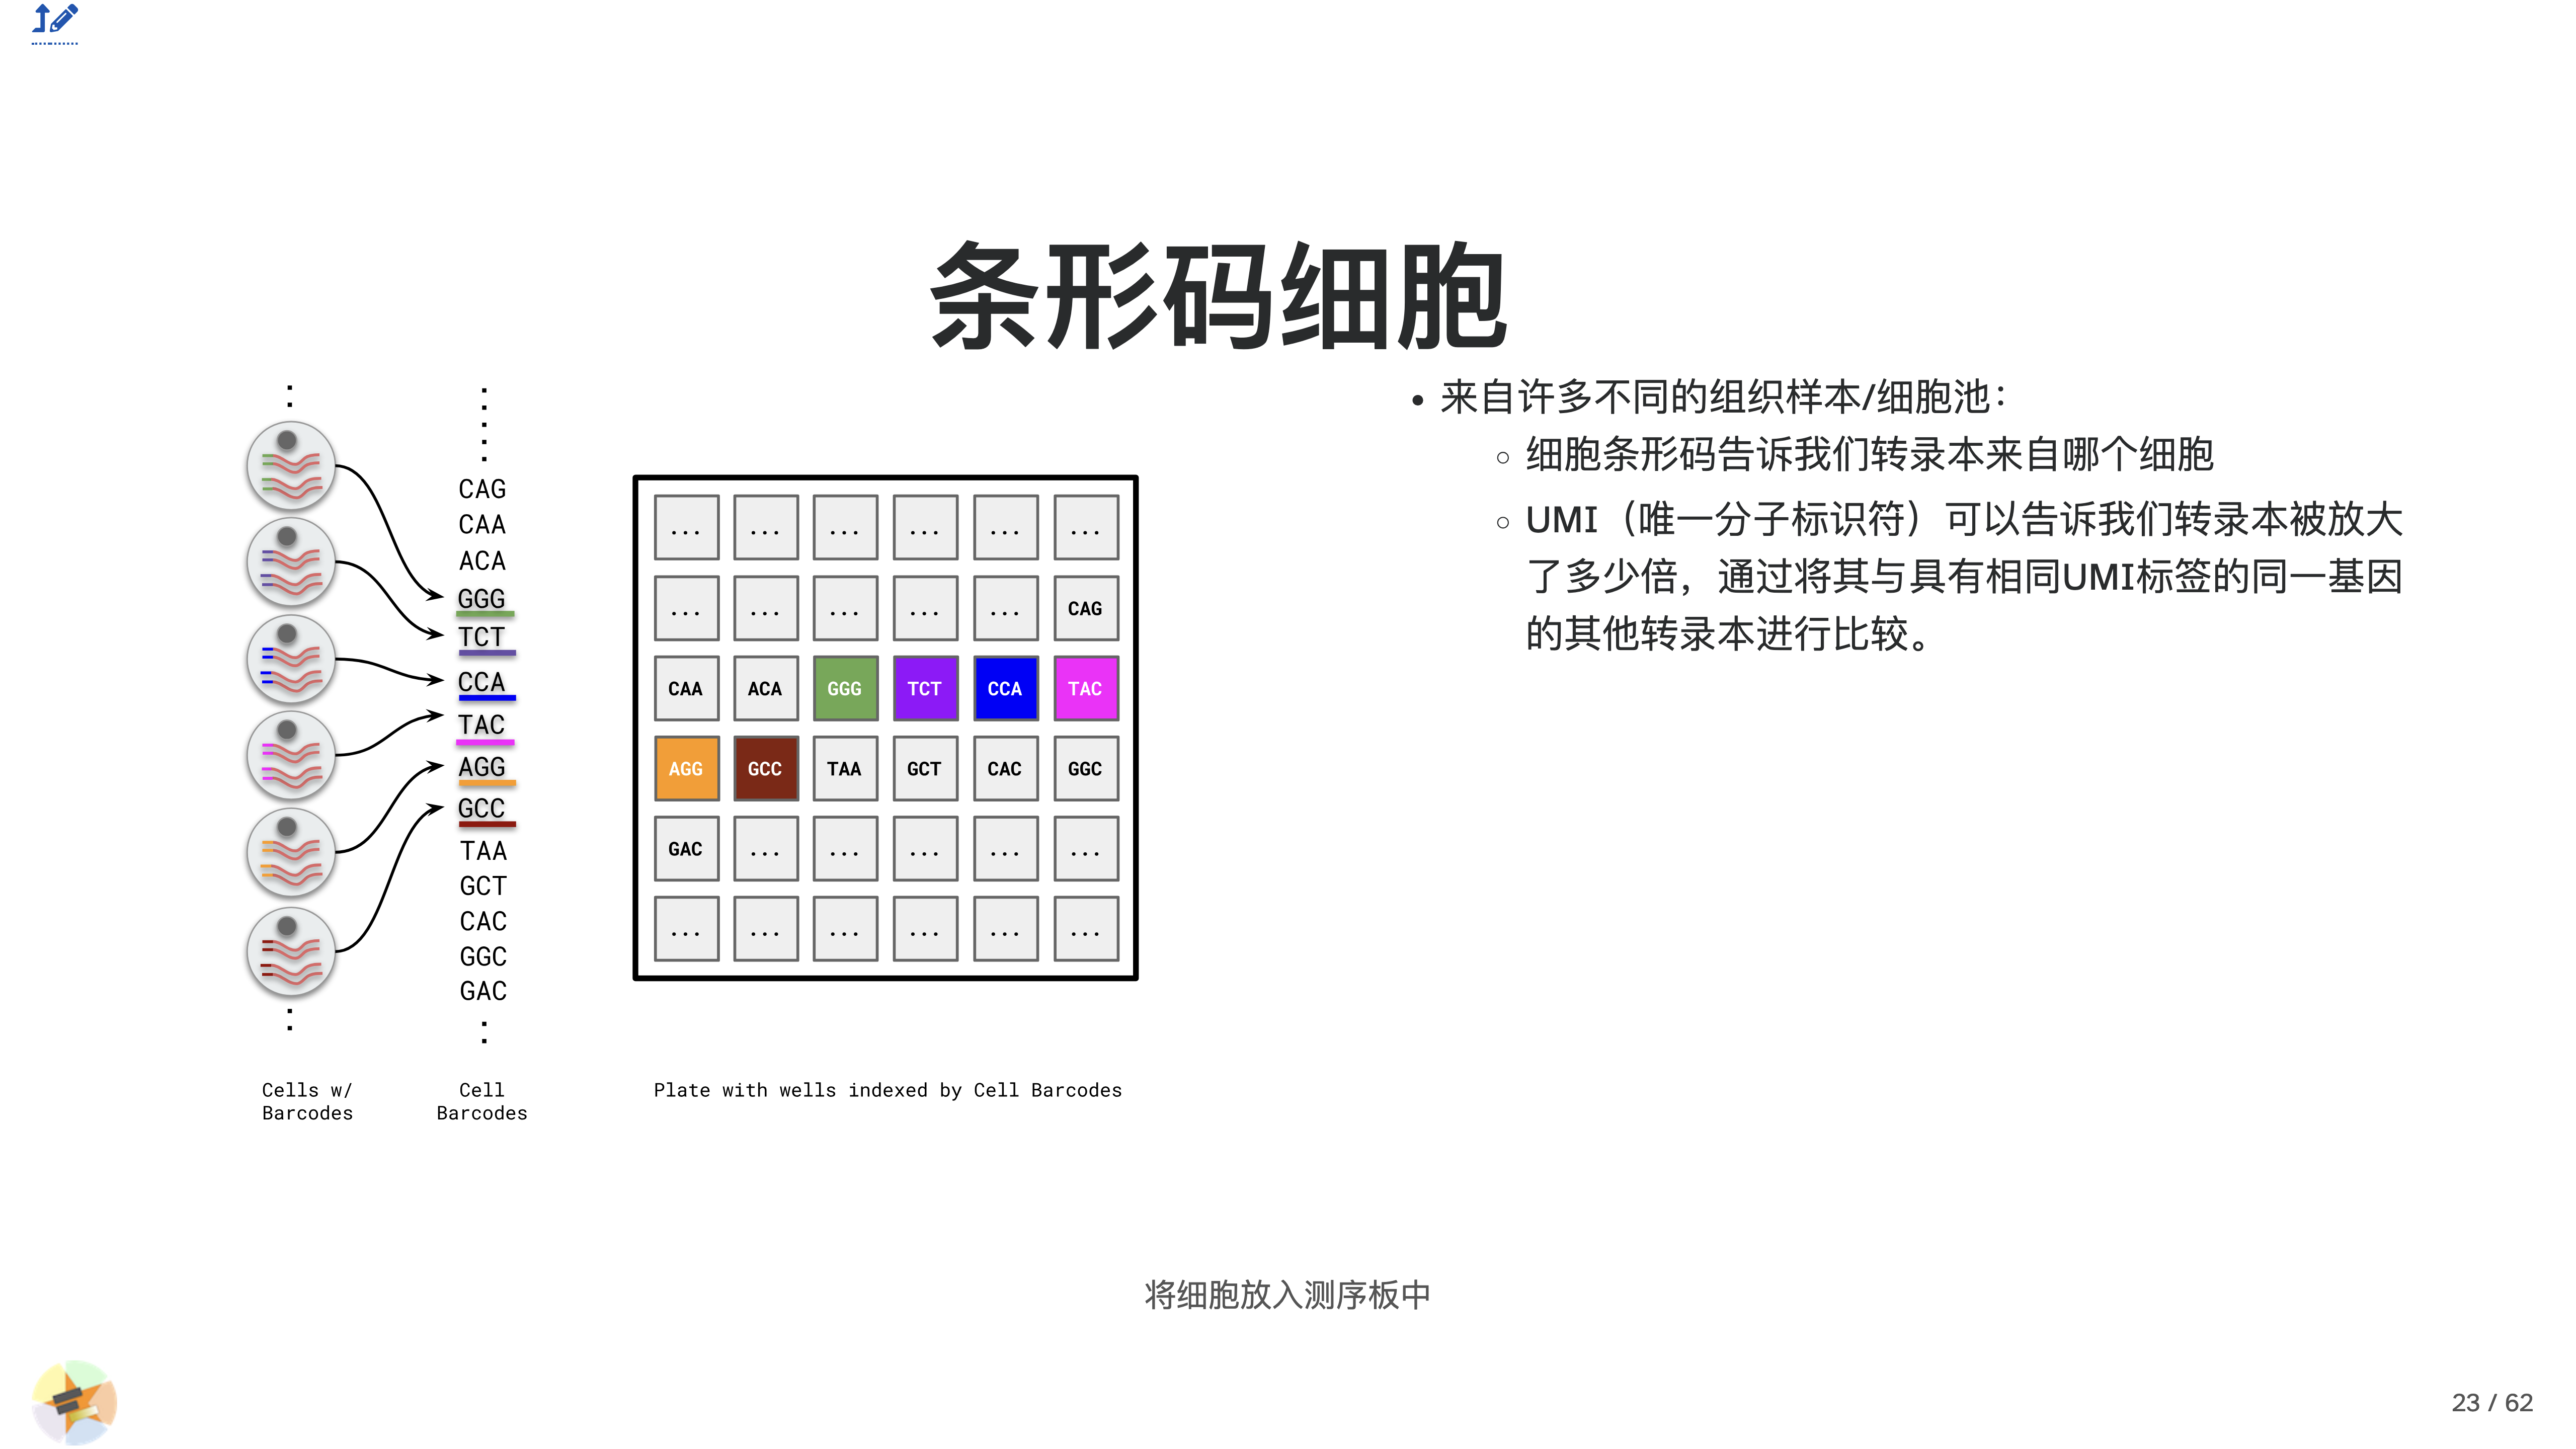 条形码细胞
CAG
CAA
ACA
GGG
TCT
CCA
TAC
AGG
GCC
TAA
GCT
CAC
GGC
GAC
Cells w/
Barcodes
Cell
Barcodes
... ... ... ... ... ...
... ... ... ... ... CAG
CAA ACA GGG TCT CCA TAC
AGG GCC TAA GCT CAC GGC
GAC ... ... ... ... ...
... ... ... ... ... ...
Plate with wells indexed by Cell Barcodes
• 来自许多不同的组织样本/细胞池：
○ 细胞条形码告诉我们转录本来自哪个细胞
○ UMI（唯一分子标识符）可以告诉我们转录本被放大
了多少倍，通过将其与具有相同UMI标签的同一基因
的其他转录本进行比较。
将细胞放入测序板中
23 / 62